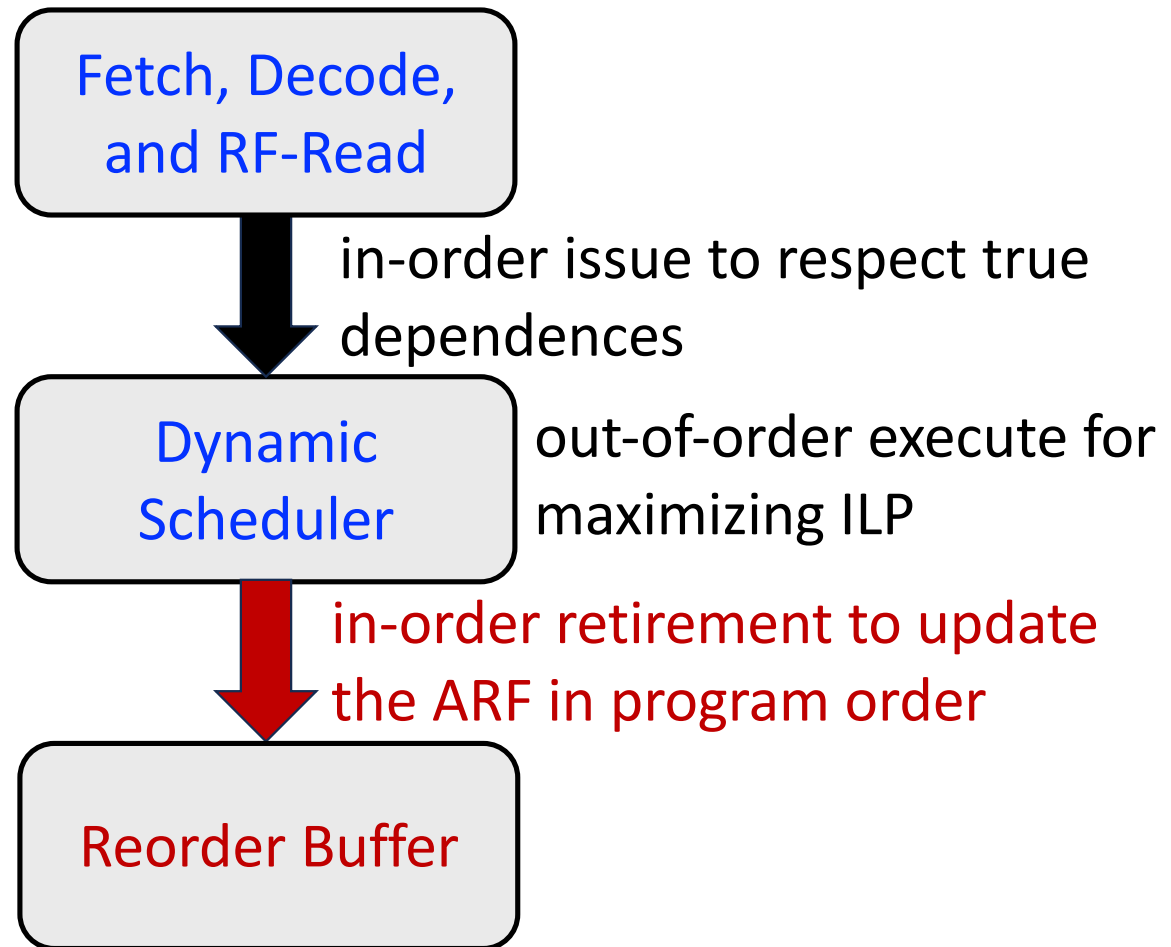 Fetch, Decode,
and RF-Read
in-order issue to respect true
dependences
Dynamic
Scheduler
out-of-order execute for
maximizing ILP
in-order retirement to update
the ARF in program order
Reorder Buffer